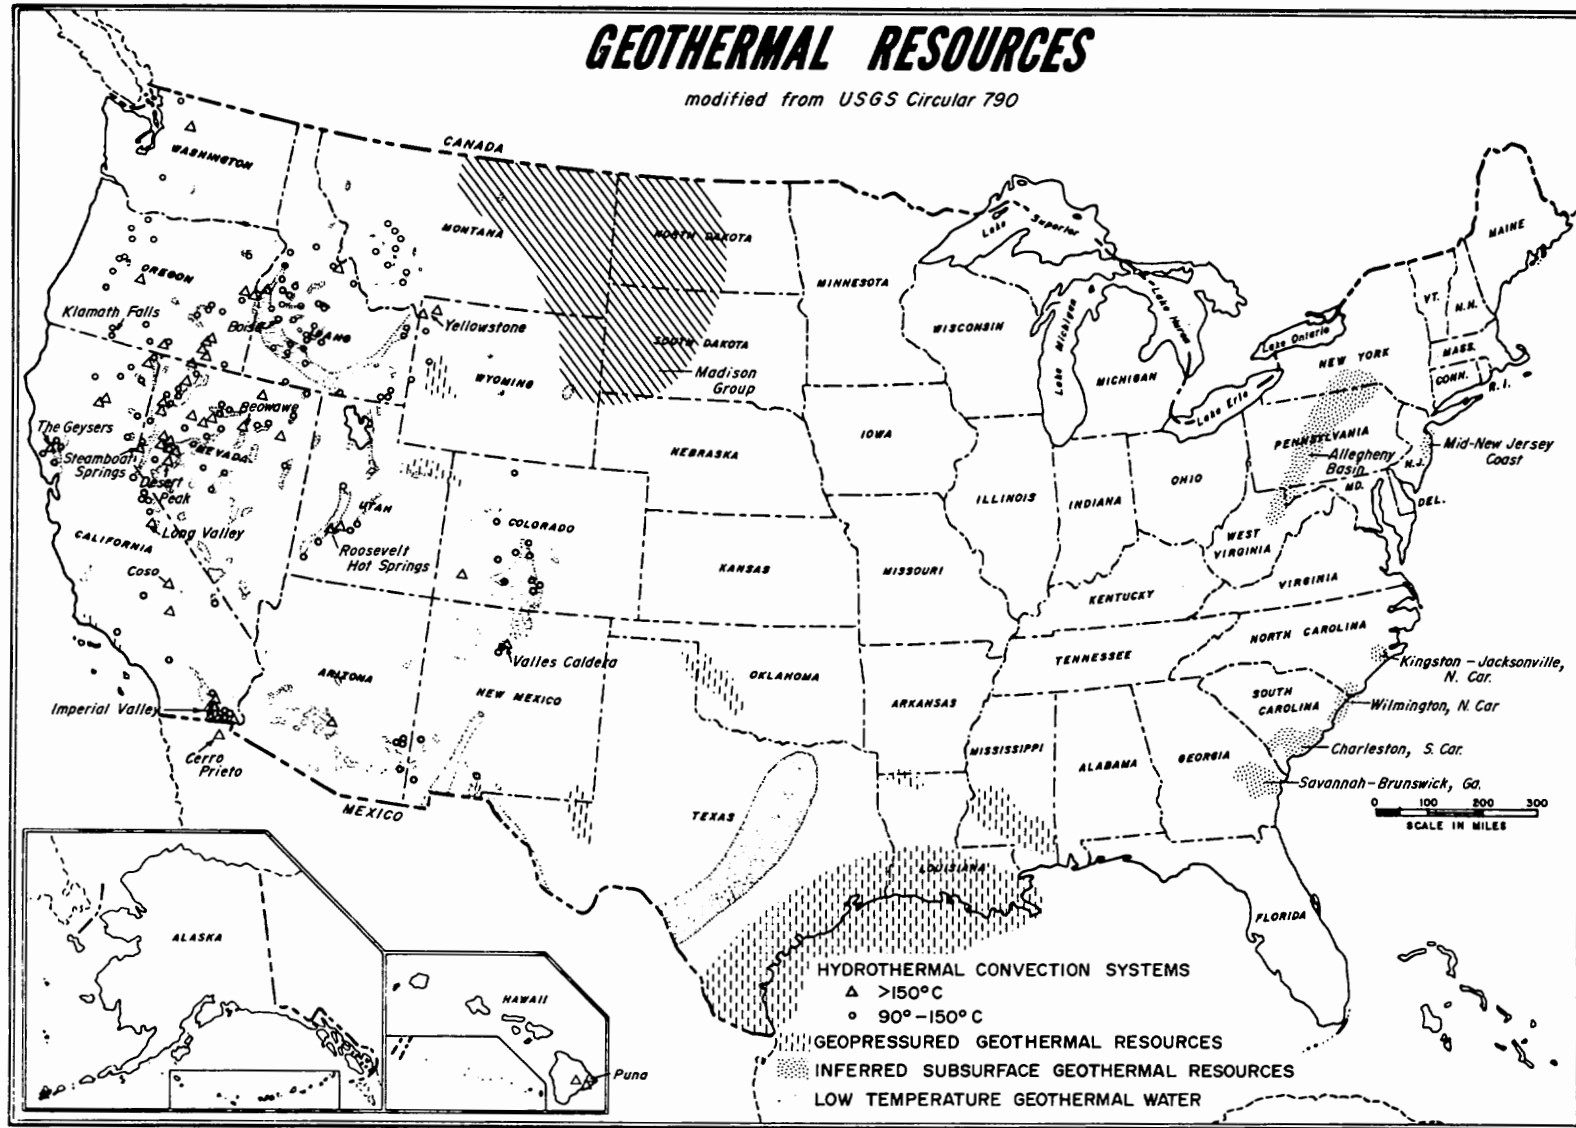 GEOTHERMAL RESOURCES
modified from USGS Circular 790
CANADA
WASHINGTON
MONTANA
NORTH DAKOTA
MINNESOTA
Lake Superior
MAINE
OREGON
VT.
N.H.
Klamath Falls
Boise
IDAHO
Yellowstone
WYOMING
SOUTH DAKOTA
Madison
Group
WISCONSIN
Lake Michigan
Lake Huron
MICHIGAN
Lake Ontario
Lake Erie
NEW YORK
MASS.
CONN.
R.I.
The Geysers
Steamboat
Springs
Beowawe
NEVADA
Desert
Peak
Long Valley
CALIFORNIA
Coso
UTAH
Roosevelt
Hot Springs
COLORADO
NEBRASKA
IOWA
ILLINOIS
INDIANA
OHIO
PENNSYLVANIA
Allegheny
Basin
Mid-New Jersey
Coast
N.J.
MD.
DEL.
WEST
VIRGINIA
VIRGINIA
KANSAS
MISSOURI
KENTUCKY
NORTH CAROLINA
TENNESSEE
Kingston-Jacksonville,
N. Car.
Imperial Valley
Cerro
Prieto
ARIZONA
Valles Caldera
NEW MEXICO
OKLAHOMA
ARKANSAS
SOUTH
CAROLINA
Wilmington, N. Car
Charleston, S. Car.
Savannah-Brunswick, Ga.
MISSISSIPPI
ALABAMA
GEORGIA
MEXICO
TEXAS
LOUISIANA
FLORIDA
0 100 200 300
SCALE IN MILES
ALASKA
HAWAII
Puna
HYDROTHERMAL CONVECTION SYSTEMS
>150°C
90°-150°C
GEOPRESSURED GEOTHERMAL RESOURCES
INFERRED SUBSURFACE GEOTHERMAL RESOURCES
LOW TEMPERATURE GEOTHERMAL WATER